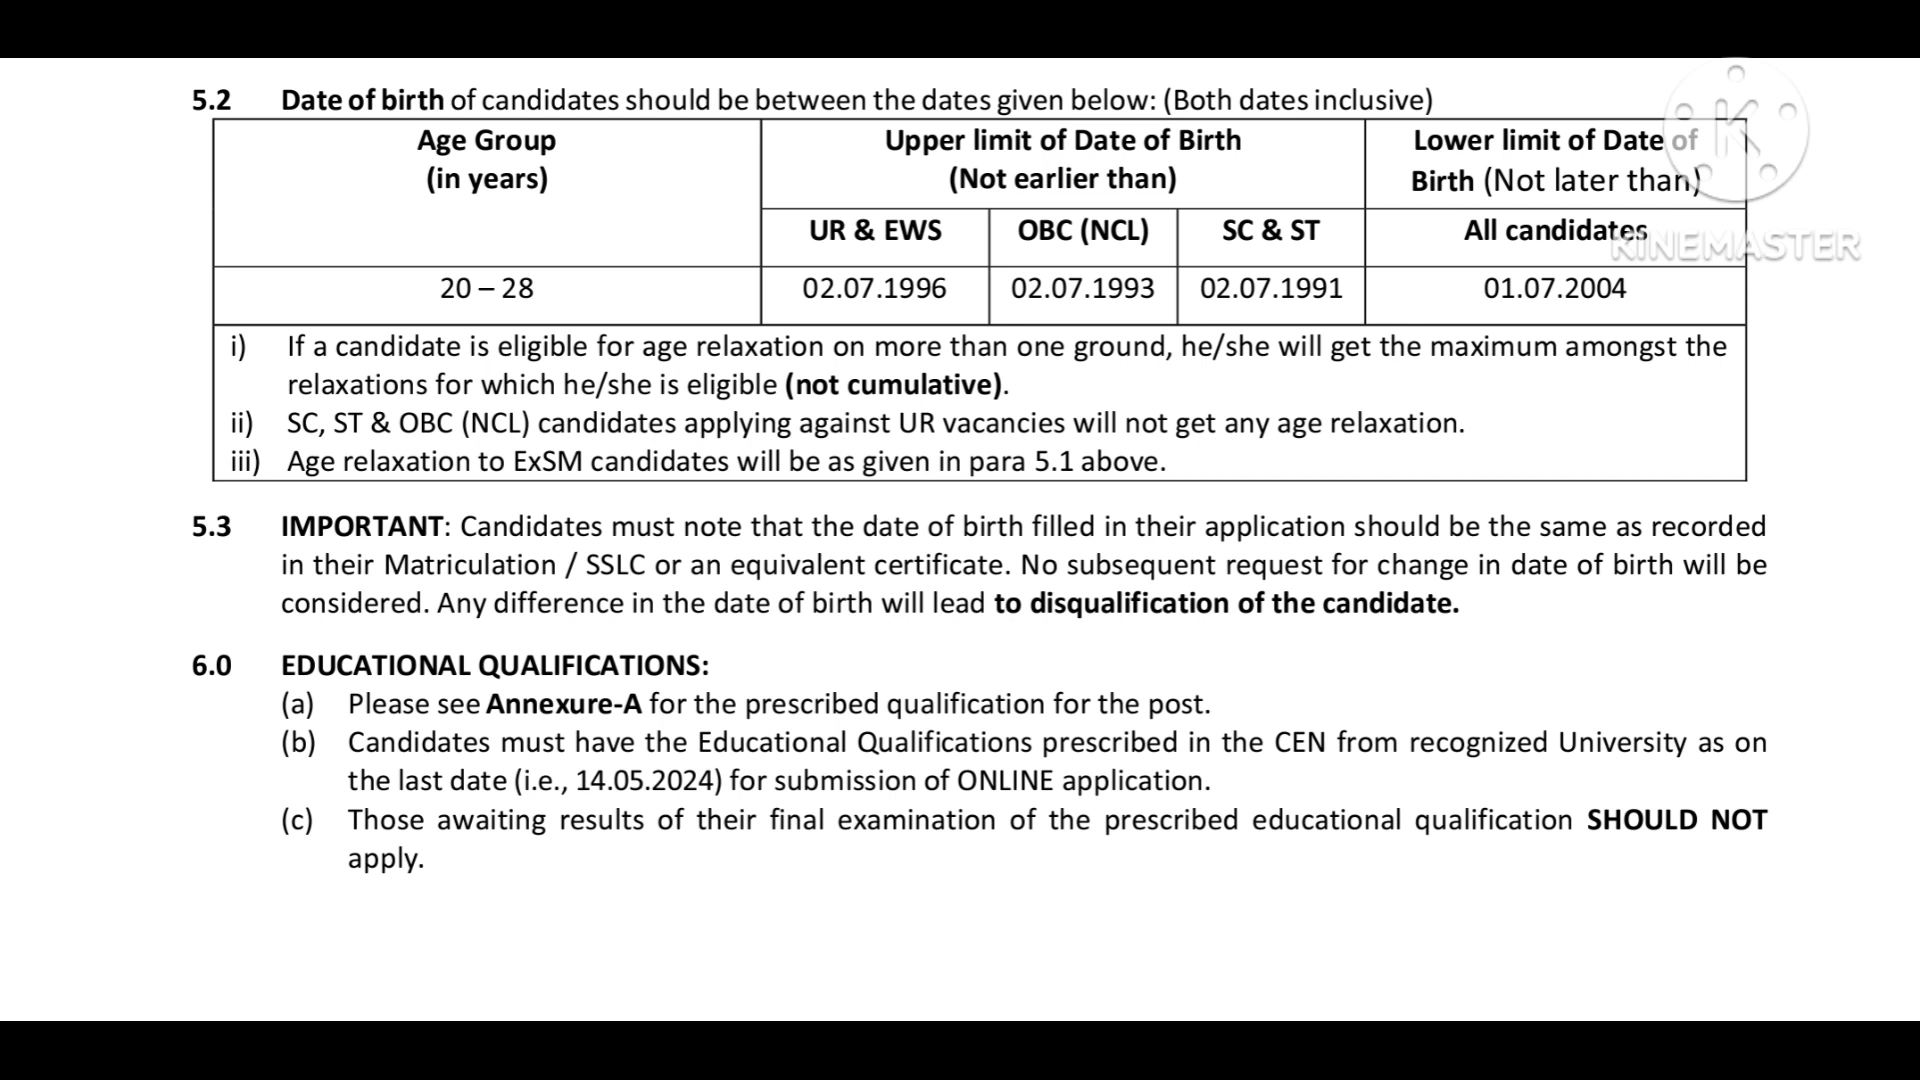 5.2 Date of birth of candidates should be between the dates given below: (Both dates inclusive)
Age Group
(in years)
Upper limit of Date of Birth
(Not earlier than)
Lower limit of Date of
Birth (Not later than)
UR & EWS OBC (NCL) SC & ST All candidates
KINEMASTER
20 – 28 02.07.1996 02.07.1993 02.07.1991 01.07.2004
i) If a candidate is eligible for age relaxation on more than one ground, he/she will get the maximum amongst the
relaxations for which he/she is eligible (not cumulative).
ii) SC, ST & OBC (NCL) candidates applying against UR vacancies will not get any age relaxation.
iii) Age relaxation to ExSM candidates will be as given in para 5.1 above.
5.3 IMPORTANT: Candidates must note that the date of birth filled in their application should be the same as recorded
in their Matriculation / SSLC or an equivalent certificate. No subsequent request for change in date of birth will be
considered. Any difference in the date of birth will lead to disqualification of the candidate.
6.0 EDUCATIONAL QUALIFICATIONS:
(a) Please see Annexure-A for the prescribed qualification for the post.
(b) Candidates must have the Educational Qualifications prescribed in the CEN from recognized University as on
the last date (i.e., 14.05.2024) for submission of ONLINE application.
(c) Those awaiting results of their final examination of the prescribed educational qualification SHOULD NOT
apply.